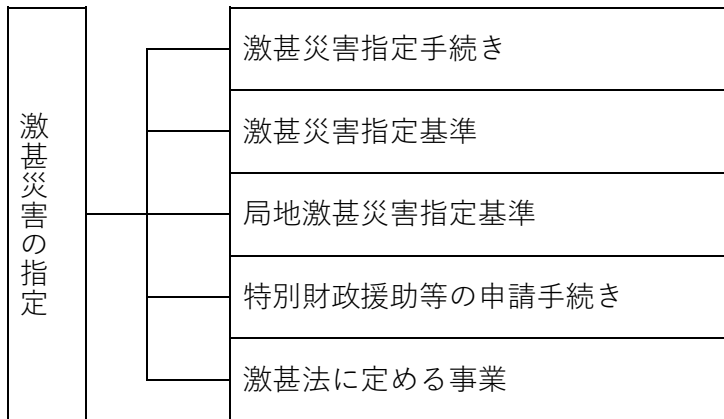 激甚災害の指定
激甚災害指定手続き
激甚災害指定基準
局地激甚災害指定基準
特別財政援助等の申請手続き
激甚法に定める事業